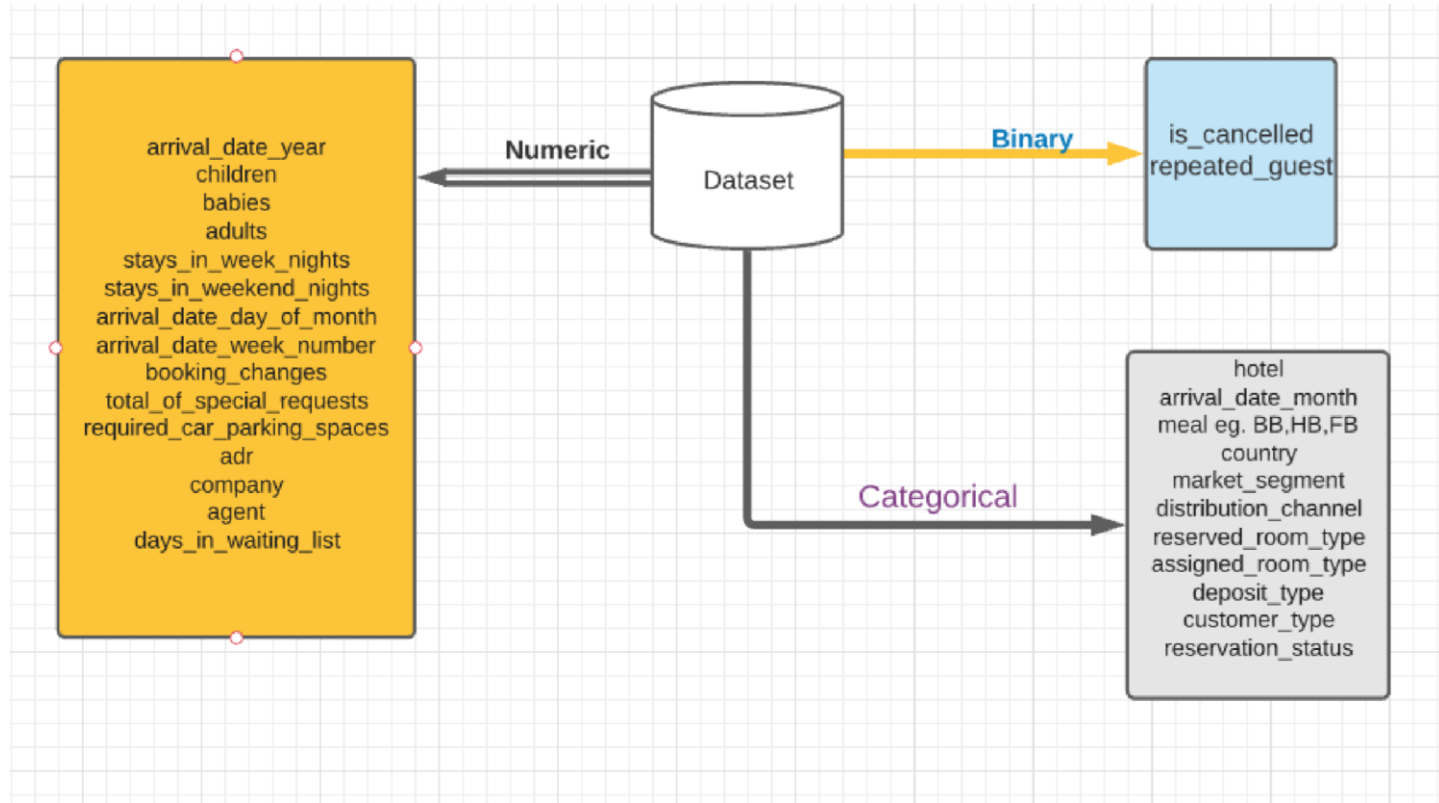 arrival_date_year
children
babies
adults
stays_in_week_nights
stays_in_weekend_nights
arrival_date_day_of_month
arrival_date_week_number
booking_changes
total_of_special_requests
required_car_parking_spaces
adr
company
agent
days_in_waiting_list
Numeric
Dataset
Binary
is_cancelled
repeated_guest
Categorical
hotel
arrival_date_month
meal eg. BB,HB,FB
country
market_segment
distribution_channel
reserved_room_type
assigned_room_type
deposit_type
customer_type
reservation_status